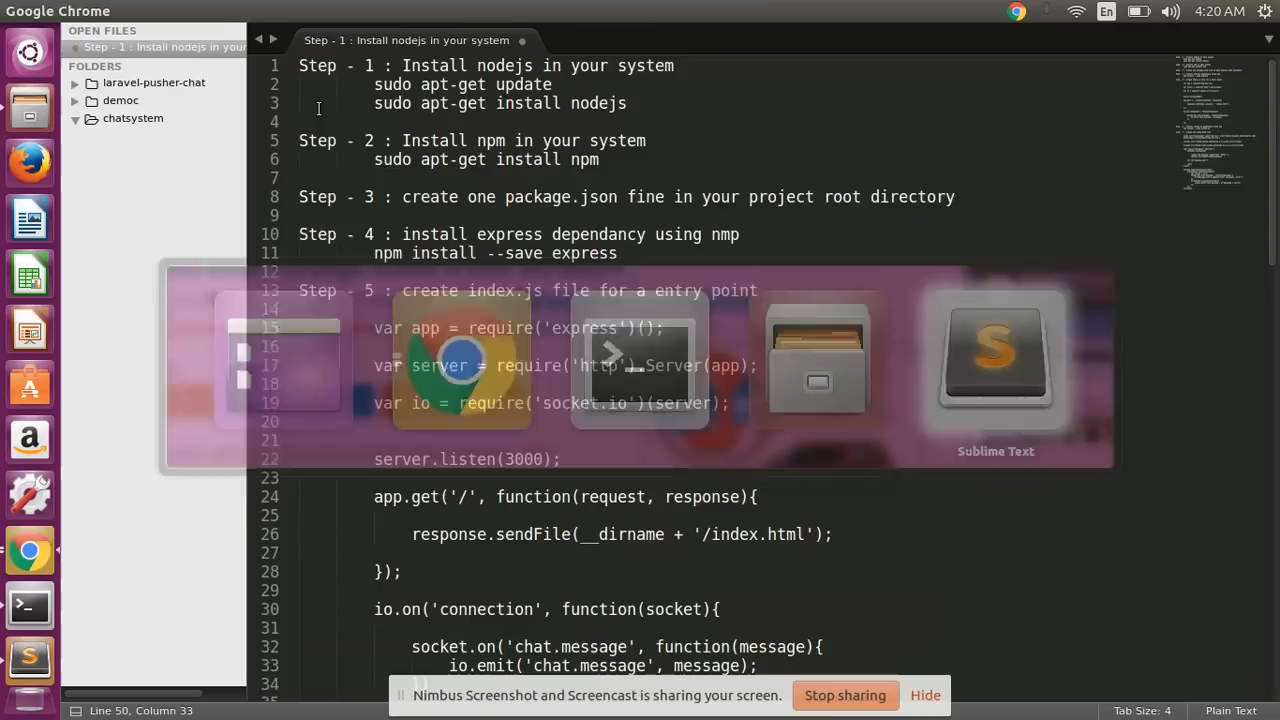 Google Chrome
En
4:20 AM
OPEN FILES
Step - 1 : Install nodejs in your
FOLDERS
laravel-pusher-chat
democ
chatsystem
Step - 1 : Install nodejs in your system
1 Step - 1 : Install nodejs in your system
2 sudo apt-get update
3 sudo apt-get install nodejs
4
5 Step - 2 : Install npm in your system
6 sudo apt-get install npm
7
8 Step - 3 : create one package.json fine in your project root directory
9
10 Step - 4 : install express dependancy using nmp
11 npm install --save express
12
13 Step - 5 : create index.js file for a entry point
14
15 var app = require('express')();
16
17 var server = require('http').Server(app);
18
19 var io = require('socket.io')(server);
20
21
22 server.listen(3000);
23
24 app.get('/', function(request, response){
25
26 response.sendFile(__dirname + '/index.html');
27
28 });
29
30 io.on('connection', function(socket){
31
32 socket.on('chat.message', function(message){
33 io.emit('chat.message', message);
34
Sublime Text
Nimbus Screenshot and Screencast is sharing your screen.
Stop sharing
Hide
Line 50, Column 33
Tab Size: 4
Plain Text